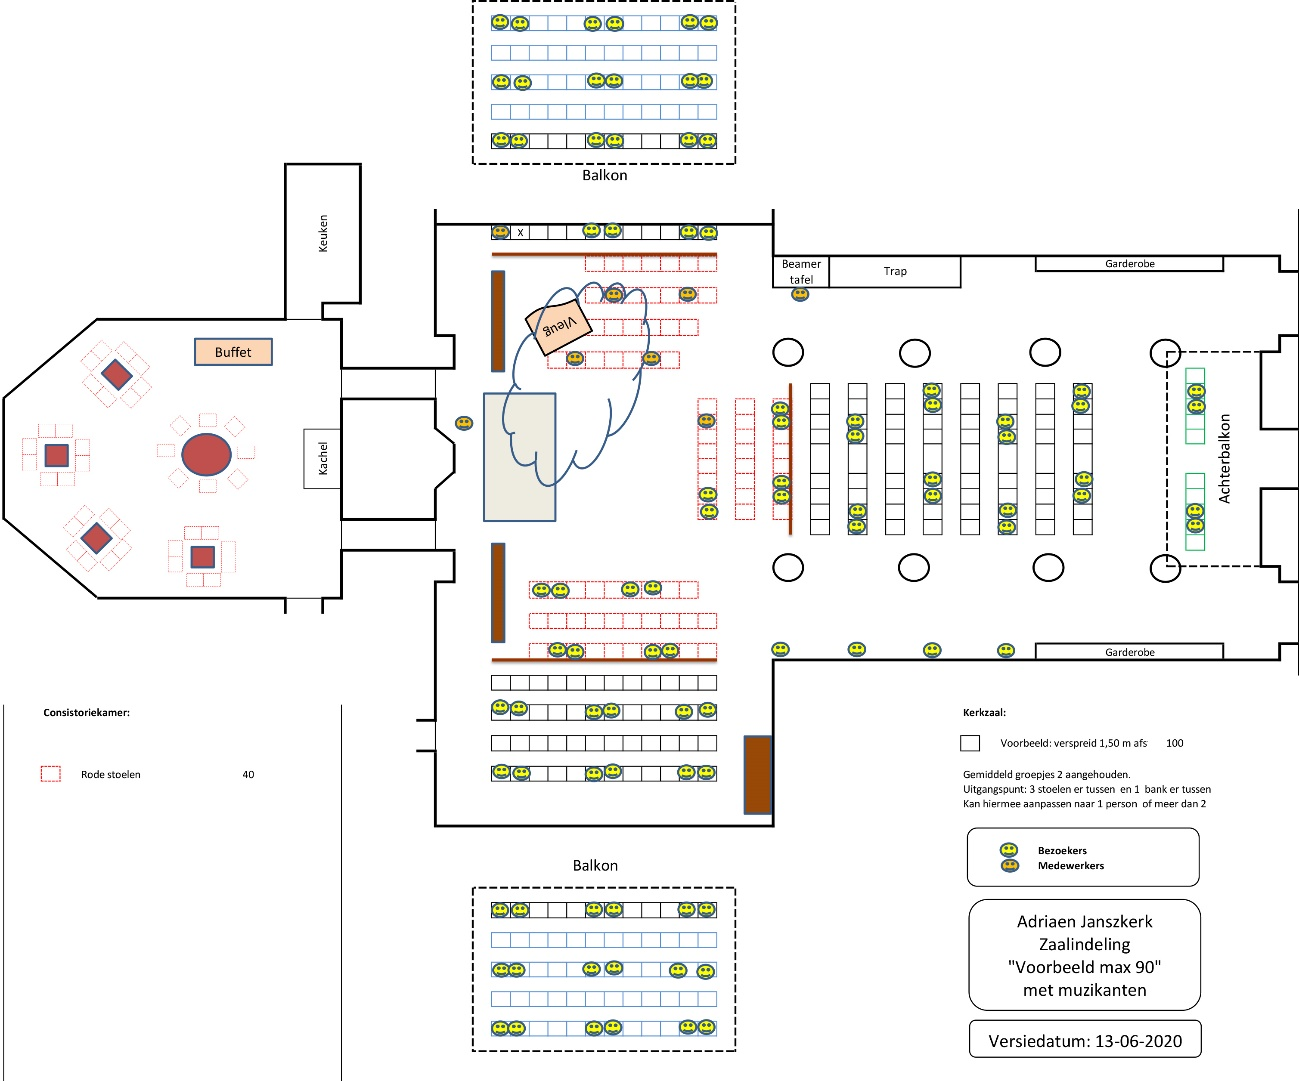 Balkon
Keuken
x
Beamer
tafel
Trap
Garderobe
Vleug
Buffet
Kachel
Achterbalkon
Garderobe
Consistoriekamer:
Rode stoelen 40
Kerkzaal:
Voorbeeld: verspreid 1,50 m afs 100
Gemiddeld groepjes 2 aangehouden.
Uitgangspunt: 3 stoelen er tussen en 1 bank er tussen
Kan hiermee aanpassen naar 1 person of meer dan 2
Bezoekers
Medewerkers
Balkon
Adriaen Janszkerk
Zaalindeling
"Voorbeeld max 90"
met muzikanten
Versiedatum: 13-06-2020